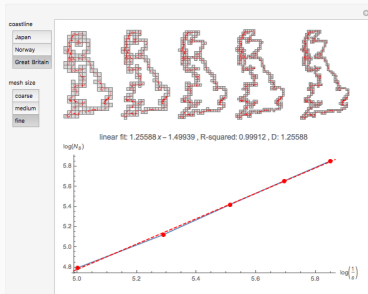 coastline
Japan
Norway
Great Britain
mesh size
coarse
medium
fine
linear fit: 1.25588 x - 1.49939 , R-squared: 0.99912 , D: 1.25588
log(Ns)
5.8
5.6
5.4
5.2
5.0
4.8
5.0 5.2 5.4 5.6 5.8
log(1/s)